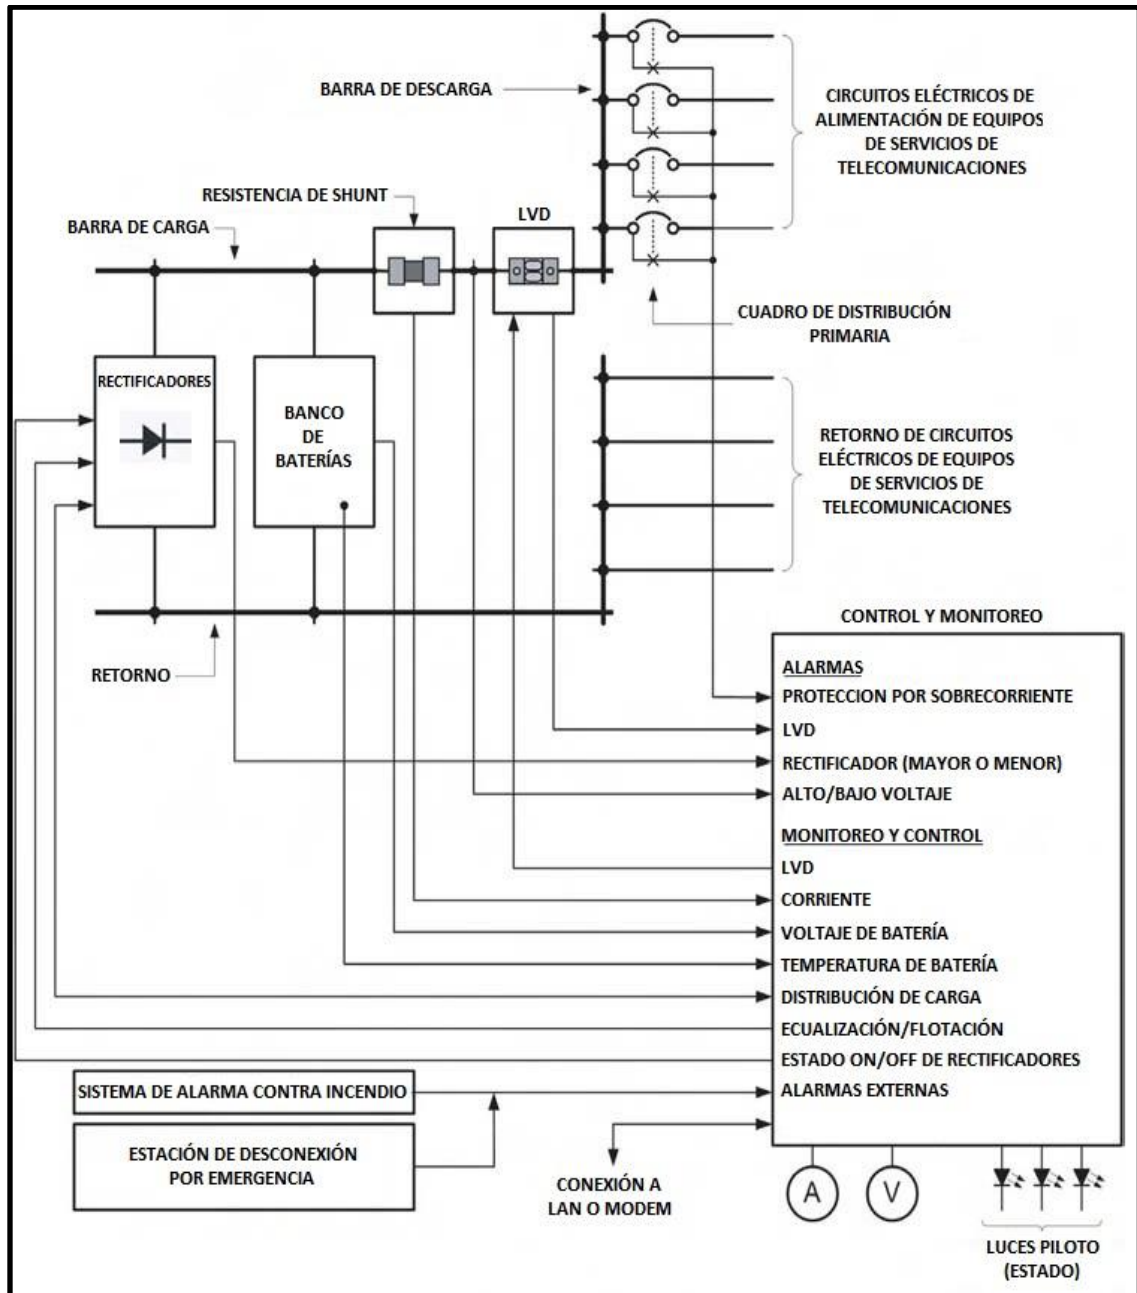 BARRA DE DESCARGA
CIRCUITOS ELÉCTRICOS DE
ALIMENTACIÓN DE EQUIPOS
DE SERVICIOS DE
TELECOMUNICACIONES
RESISTENCIA DE SHUNT
LVD
BARRA DE CARGA
CUADRO DE DISTRIBUCIÓN
PRIMARIA
RECTIFICADORES
BANCO
DE
BATERÍAS
RETORNO DE CIRCUITOS
ELÉCTRICOS DE EQUIPOS
DE SERVICIOS DE
TELECOMUNICACIONES
RETORNO
CONTROL Y MONITOREO
ALARMAS
PROTECCION POR SOBRECORRIENTE
LVD
RECTIFICADOR (MAYOR O MENOR)
ALTO/BAJO VOLTAJE
MONITOREO Y CONTROL
LVD
CORRIENTE
VOLTAJE DE BATERÍA
TEMPERATURA DE BATERÍA
DISTRIBUCIÓN DE CARGA
ECUALIZACIÓN/FLOTACIÓN
ESTADO ON/OFF DE RECTIFICADORES
ALARMAS EXTERNAS
SISTEMA DE ALARMA CONTRA INCENDIO
ESTACIÓN DE DESCONEXIÓN
POR EMERGENCIA
CONEXIÓN A
LAN O MODEM
A
V
LUCES PILOTO
(ESTADO)